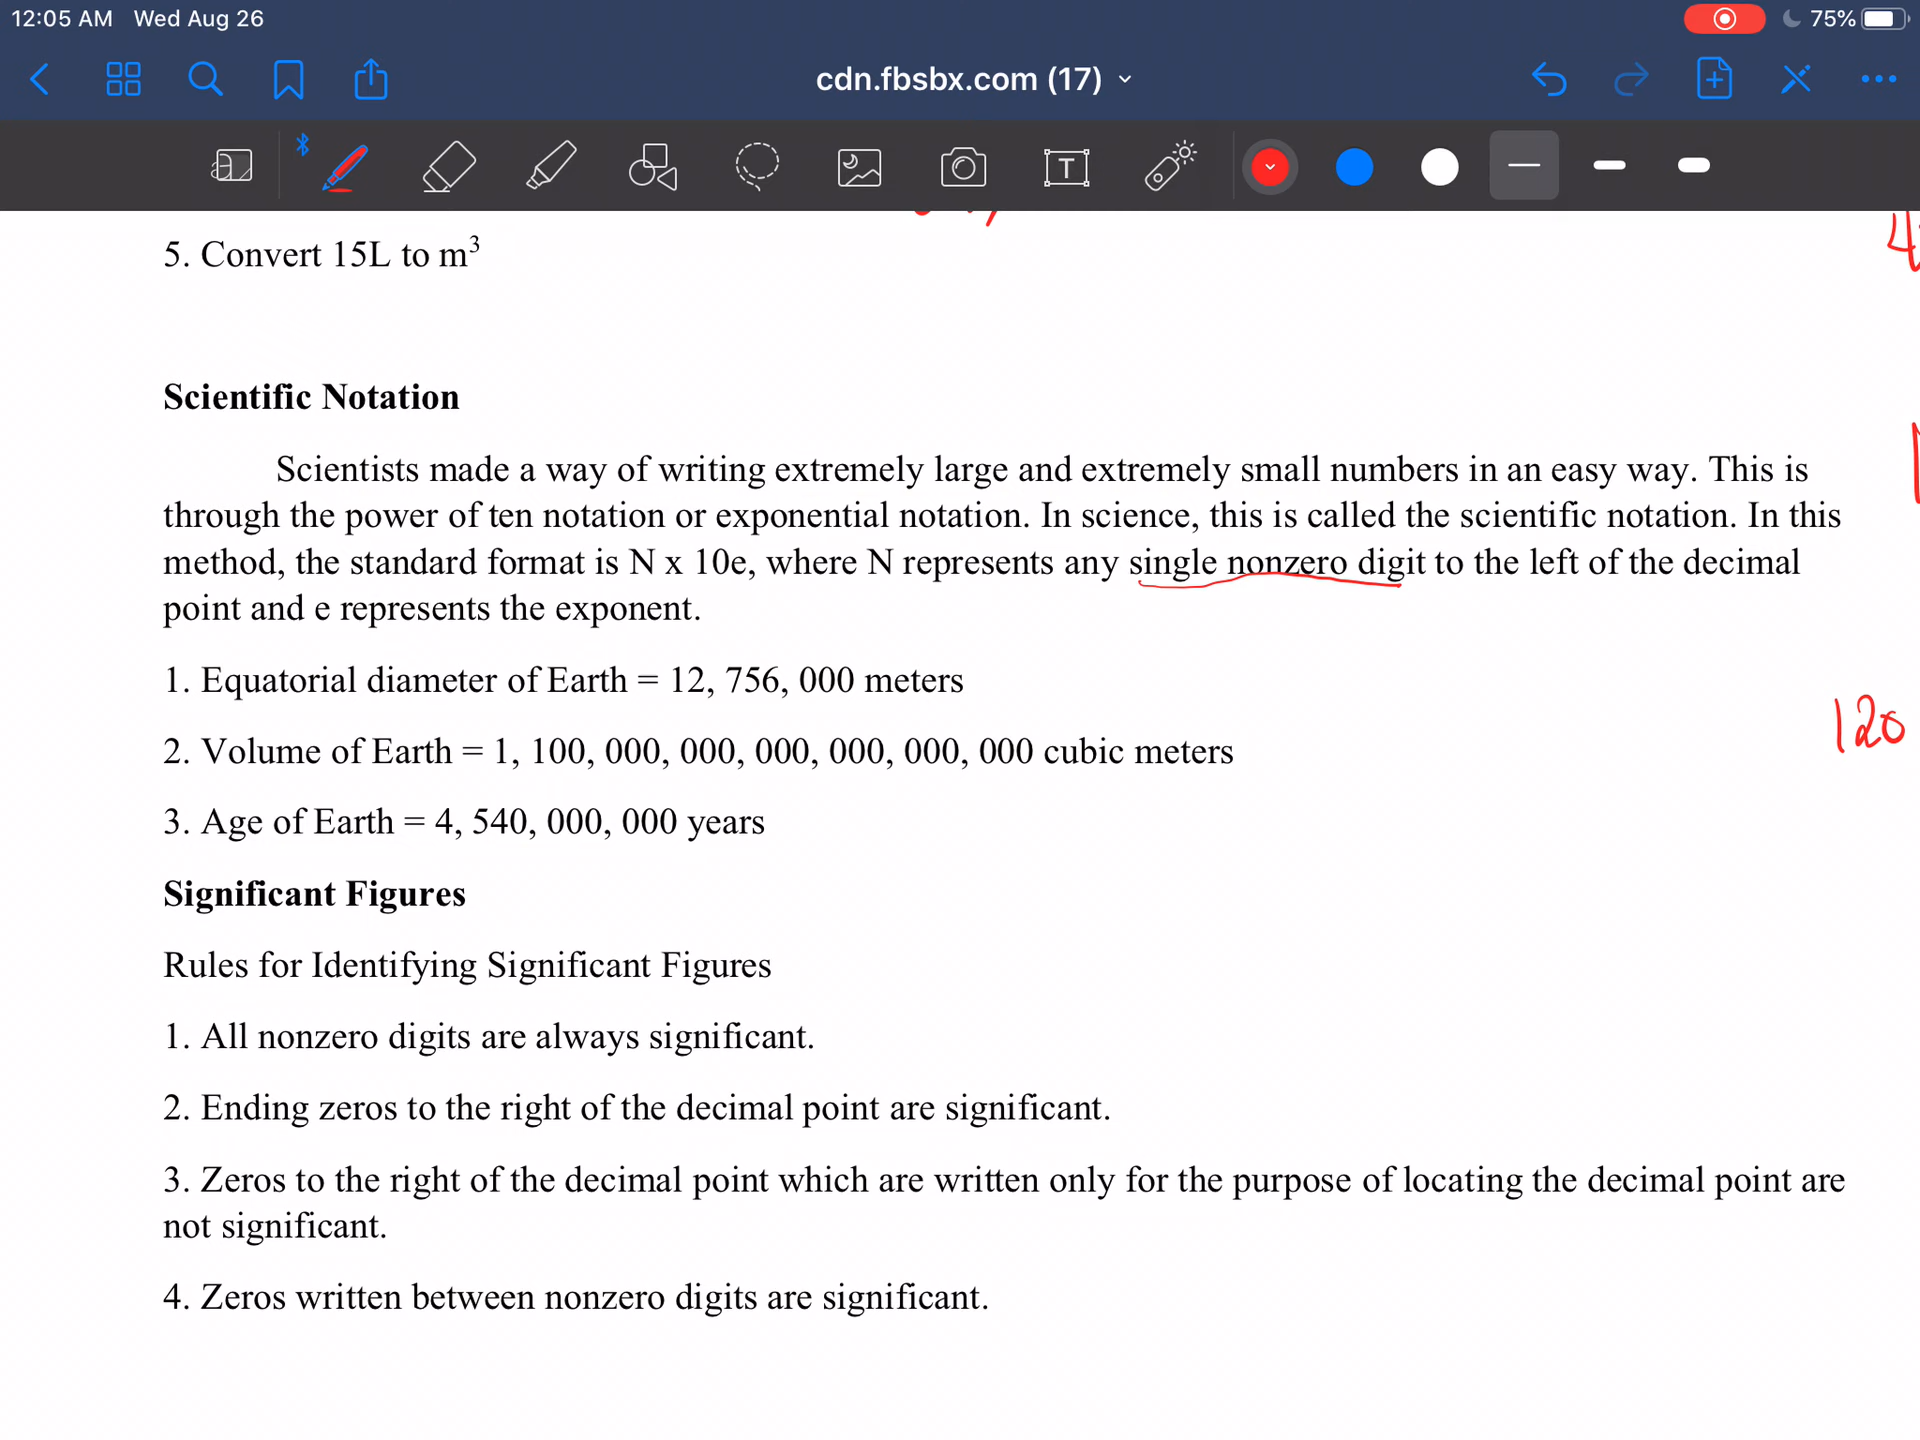 12:05 AM Wed Aug 26
75%
cdn.fbsbx.com (17)
5. Convert 15L to m³
Scientific Notation
Scientists made a way of writing extremely large and extremely small numbers in an easy way. This is
through the power of ten notation or exponential notation. In science, this is called the scientific notation. In this
method, the standard format is N x 10e, where N represents any single nonzero digit to the left of the decimal
point and e represents the exponent.
1. Equatorial diameter of Earth = 12, 756, 000 meters
120
2. Volume of Earth = 1, 100, 000, 000, 000, 000, 000, 000 cubic meters
3. Age of Earth = 4, 540, 000, 000 years
Significant Figures
Rules for Identifying Significant Figures
1. All nonzero digits are always significant.
2. Ending zeros to the right of the decimal point are significant.
3. Zeros to the right of the decimal point which are written only for the purpose of locating the decimal point are
not significant.
4. Zeros written between nonzero digits are significant.